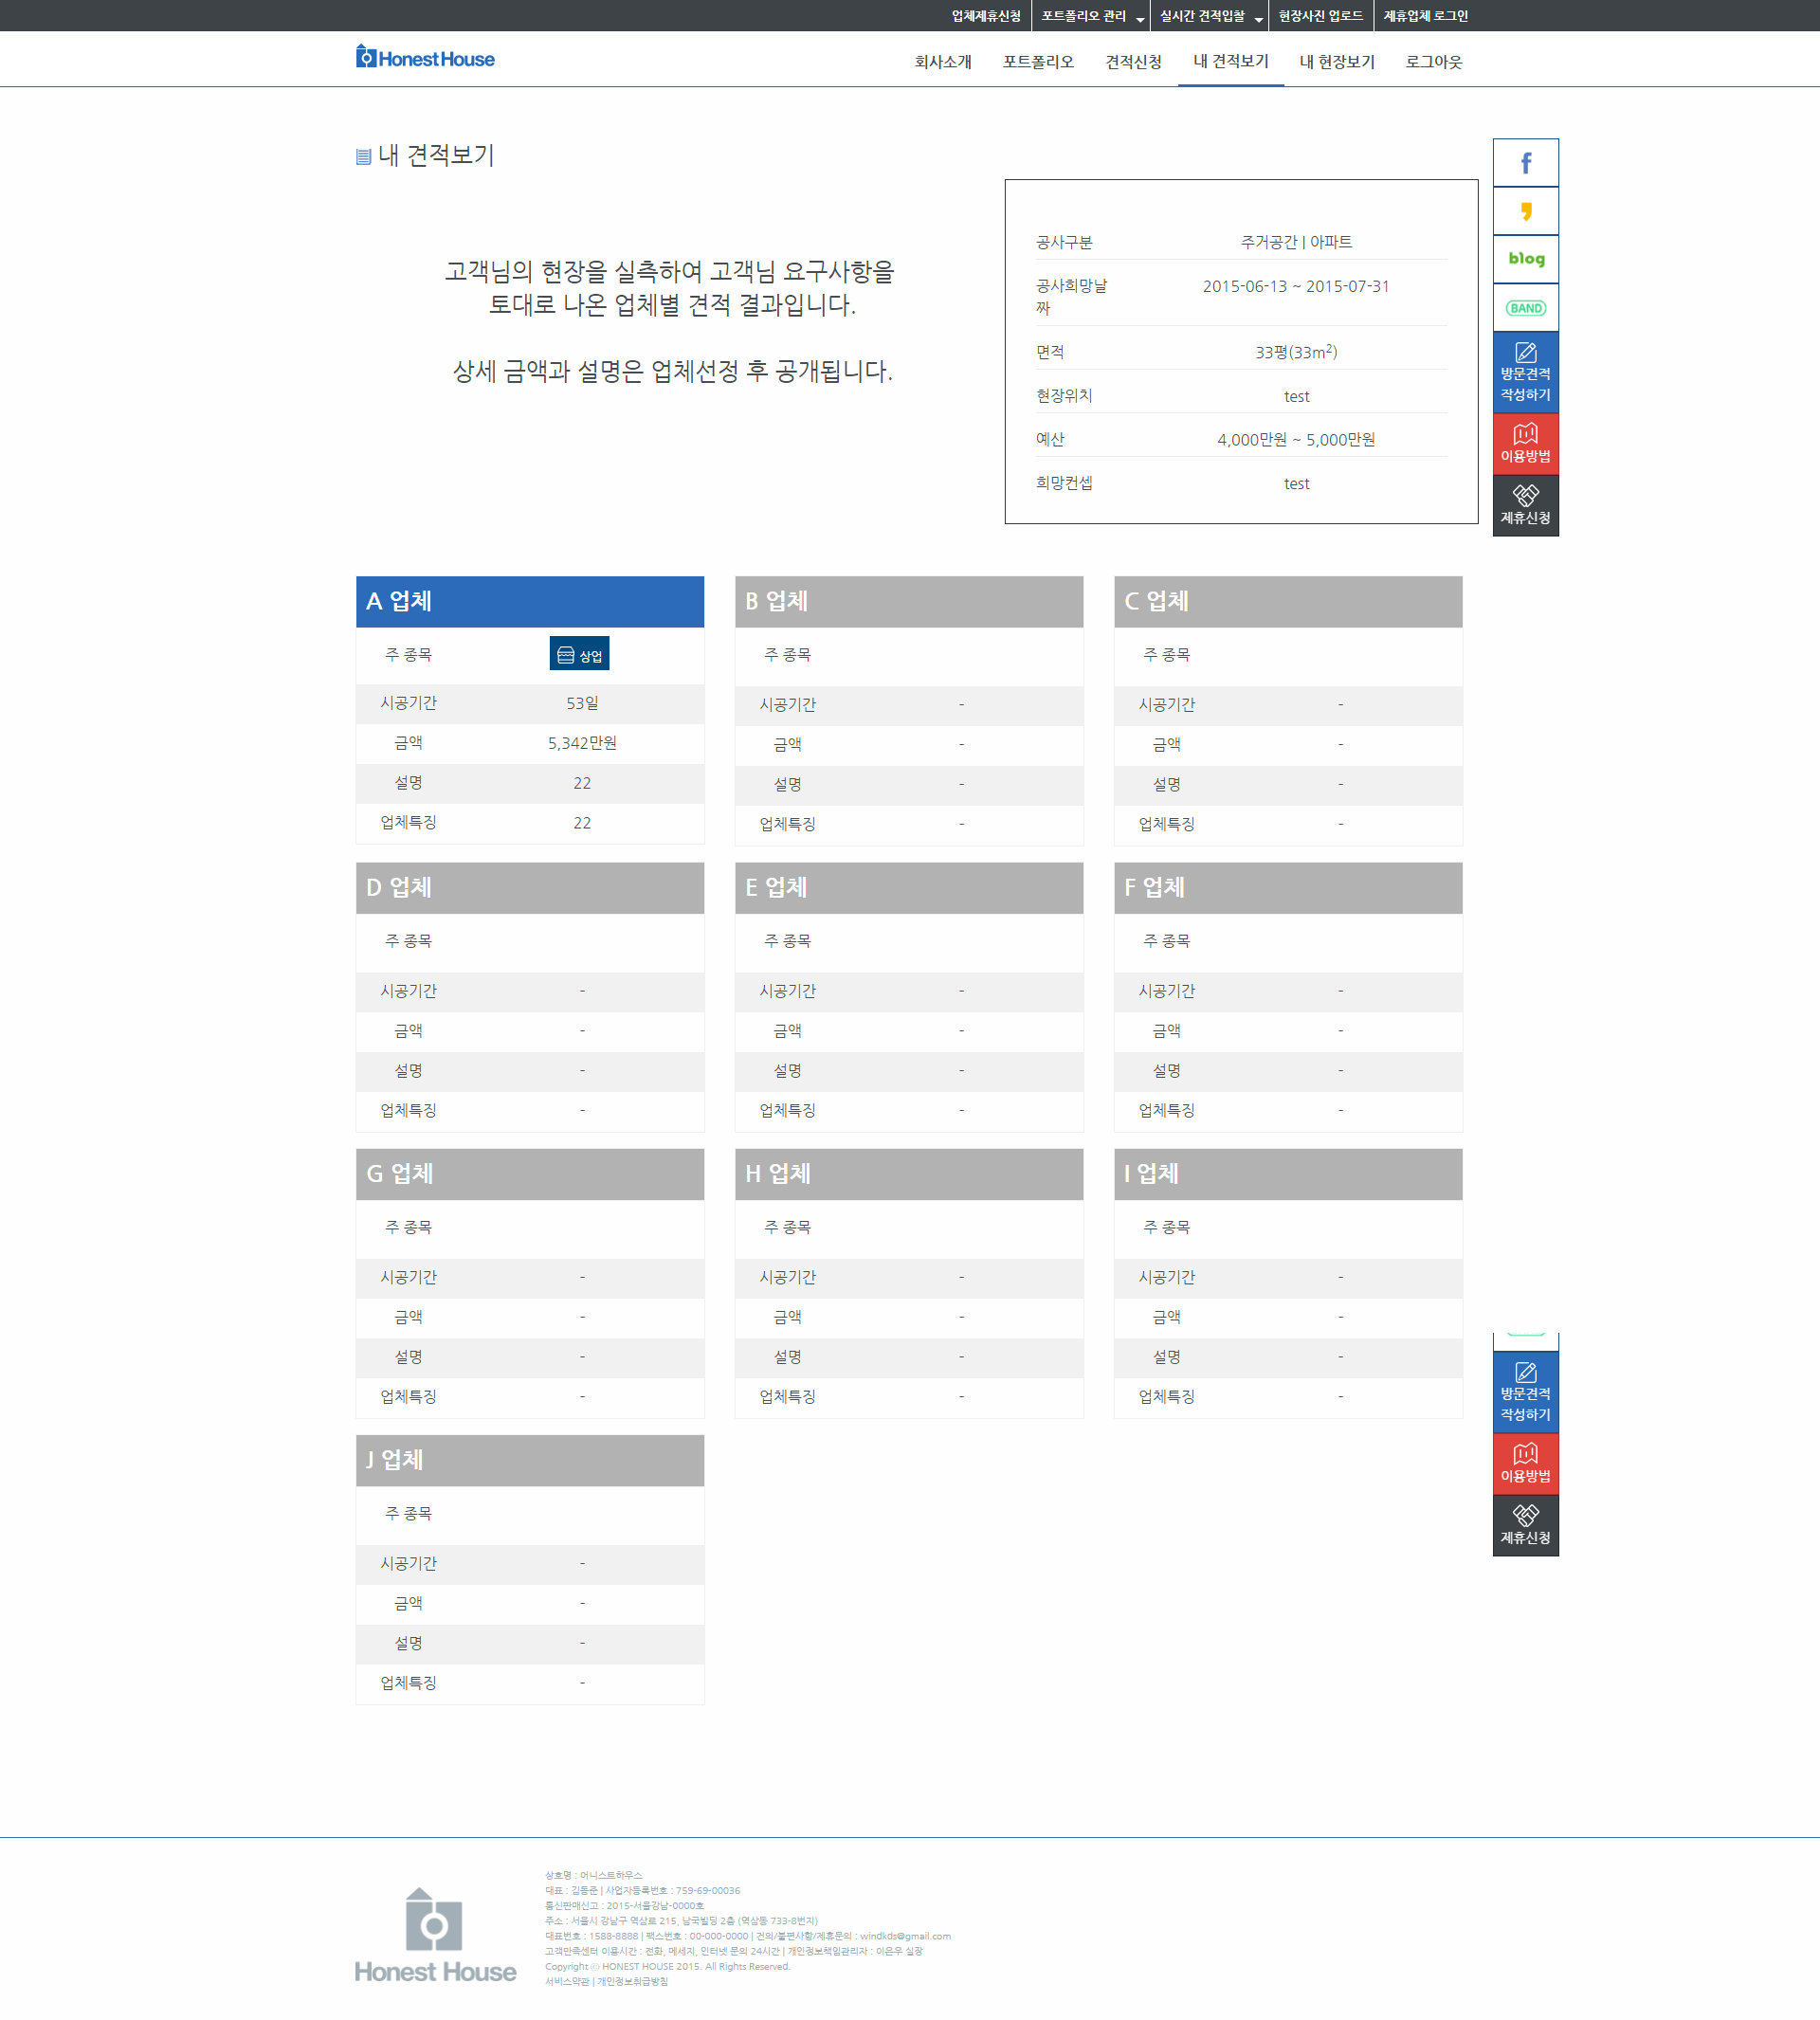 업체제휴신청 포트폴리오 관리 실시간 견적입찰 현장사진 업로드 제휴업체 로그인
Honest House
회사소개 포트폴리오 견적신청 내 견적보기 내 현장보기 로그아웃
내 견적보기
고객님의 현장을 실측하여 고객님 요구사항을
토대로 나온 업체별 견적 결과입니다.
상세 금액과 설명은 업체선정 후 공개됩니다.
공사구분 주거공간 | 아파트
공사희망날짜 2015-06-13 ~ 2015-07-31
면적 33평(33m²)
현장위치 test
예산 4,000만원 ~ 5,000만원
희망컨셉 test
f
blog
BAND
방문견적
작성하기
이용방법
제휴신청
A 업체
주 종목 상업
시공기간 53일
금액 5,342만원
설명 22
업체특징 22
B 업체
주 종목
시공기간 -
금액 -
설명 -
업체특징 -
C 업체
주 종목
시공기간 -
금액 -
설명 -
업체특징 -
D 업체
주 종목
시공기간 -
금액 -
설명 -
업체특징 -
E 업체
주 종목
시공기간 -
금액 -
설명 -
업체특징 -
F 업체
주 종목
시공기간 -
금액 -
설명 -
업체특징 -
G 업체
주 종목
시공기간 -
금액 -
설명 -
업체특징 -
H 업체
주 종목
시공기간 -
금액 -
설명 -
업체특징 -
I 업체
주 종목
시공기간 -
금액 -
설명 -
업체특징 -
방문견적
작성하기
이용방법
제휴신청
J 업체
주 종목
시공기간 -
금액 -
설명 -
업체특징 -
Honest House
상호명 : 어니스트하우스
대표 : 김동준 | 사업자등록번호 : 759-69-00036
통신판매신고 : 2015-서울강남-0000호
주소 : 서울시 강남구 역삼로 215, 남국빌딩 2층 (역삼동 733-8번지)
대표번호 : 1588-8888 | 팩스번호 : 00-000-0000 | 건의/불편사항/제휴문의 : windkds@gmail.com
고객만족센터 이용시간 : 전화, 메세지, 인터넷 문의 24시간 | 개인정보책임관리자 : 이은우 실장
Copyright ⓒ HONEST HOUSE 2015. All Rights Reserved.
서비스약관 | 개인정보취급방침